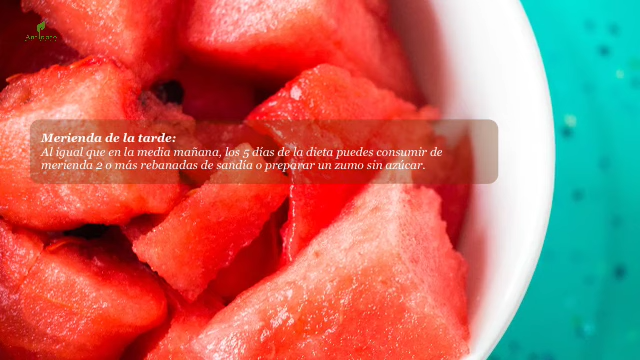 Merienda de la tarde:
Al igual que en la media mañana, los 5 días de la dieta puedes consumir de
merienda 2 o más rebanadas de sandía o preparar un zumo sin azúcar.